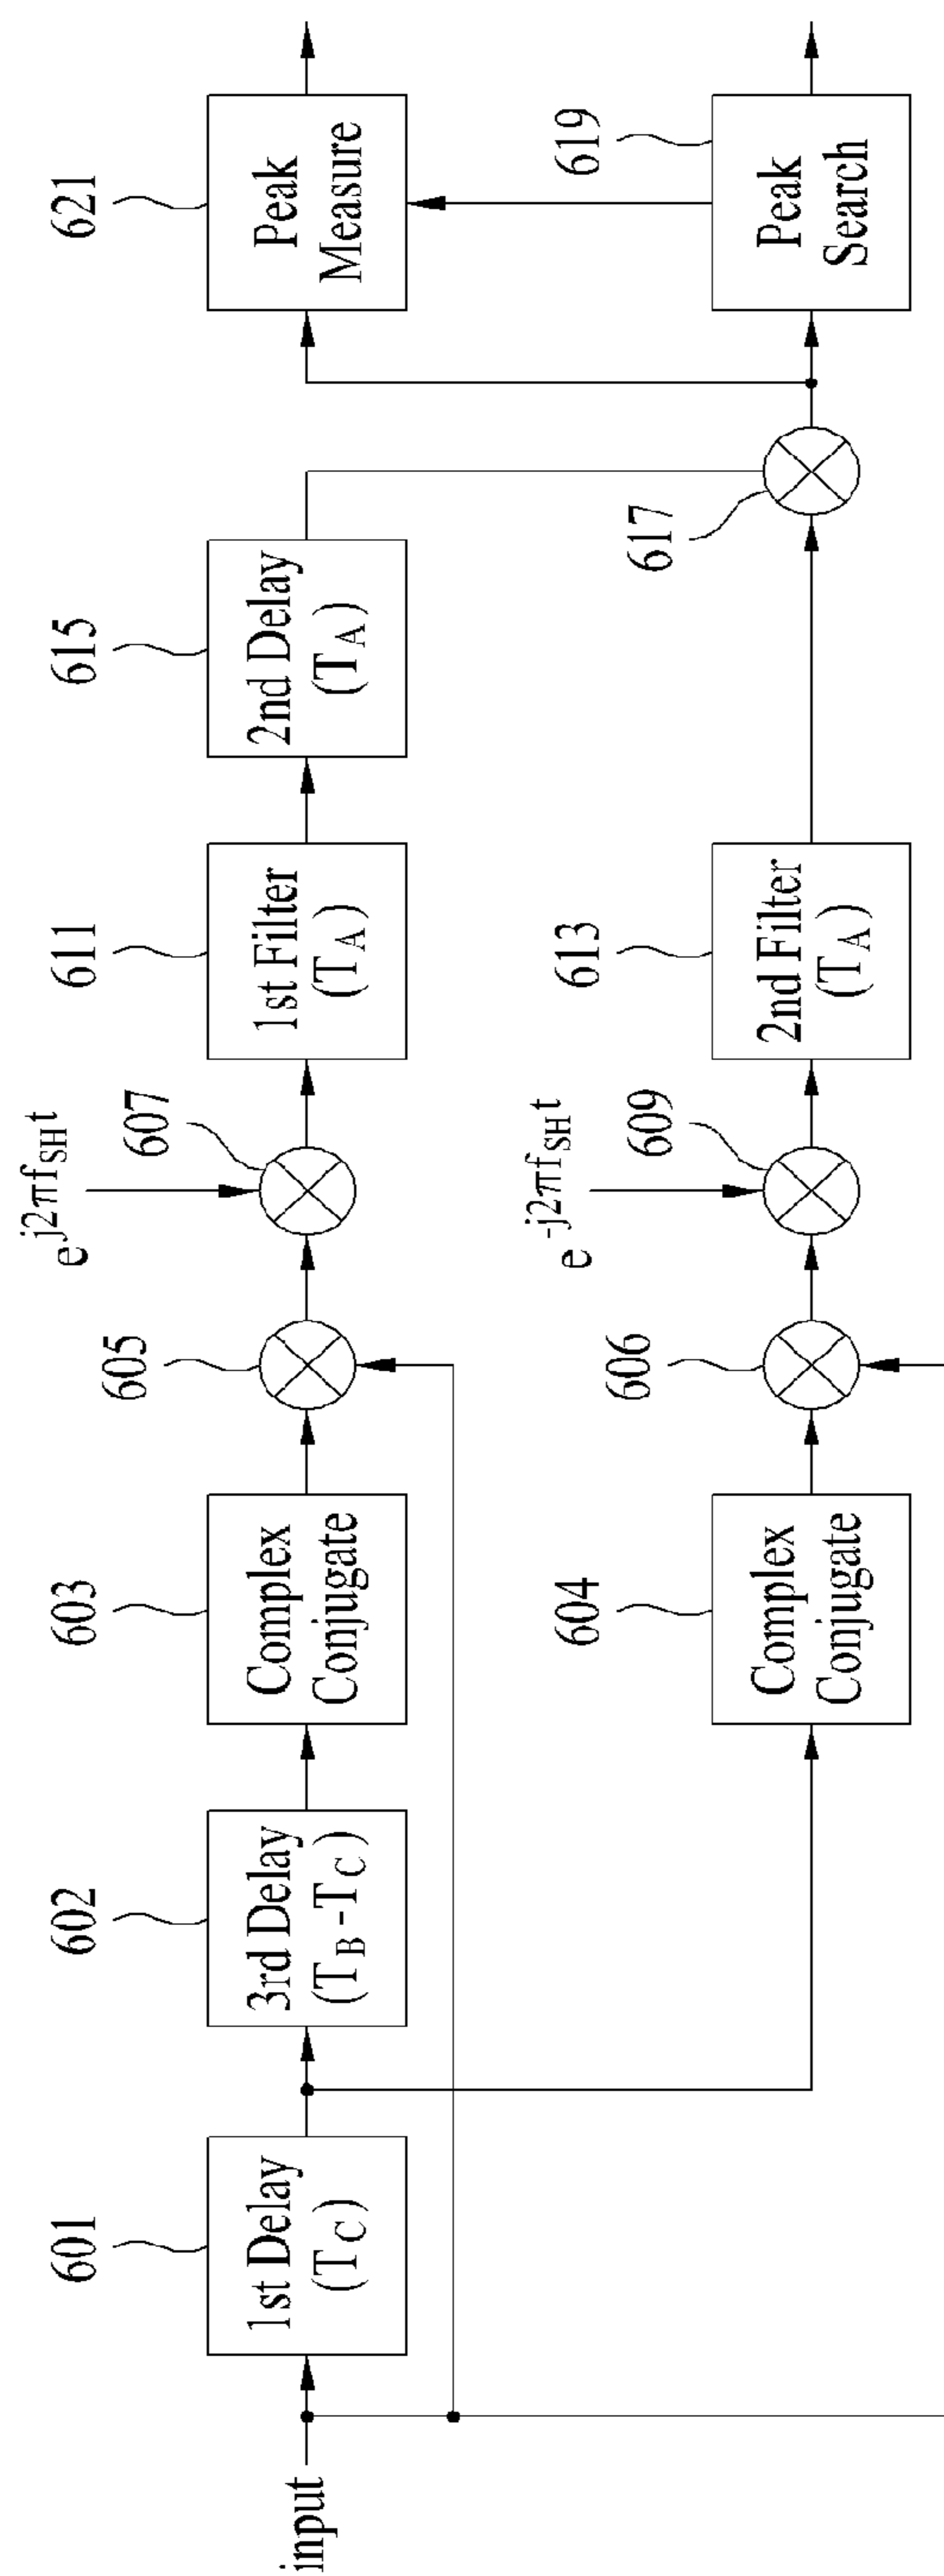 input
601
1st Delay
(T_C)
602
3rd Delay
(T_B - T_C)
603
Complex
Conjugate
605
e^j2πf_SH t
607
611
1st Filter
(T_A)
615
2nd Delay
(T_A)
621
Peak
Measure
604
Complex
Conjugate
606
e^-j2πf_SH t
609
613
2nd Filter
(T_A)
617
619
Peak
Search